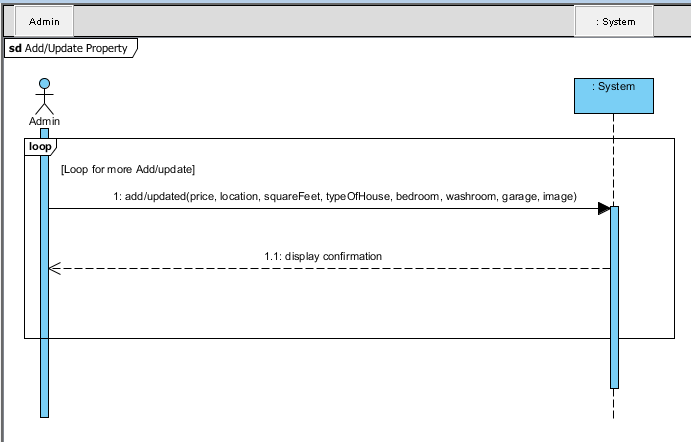 Admin
: System
sd Add/Update Property
: System
Admin
loop
[Loop for more Add/update]
1: add/updated(price, location, squareFeet, typeOfHouse, bedroom, washroom, garage, image)
1.1: display confirmation